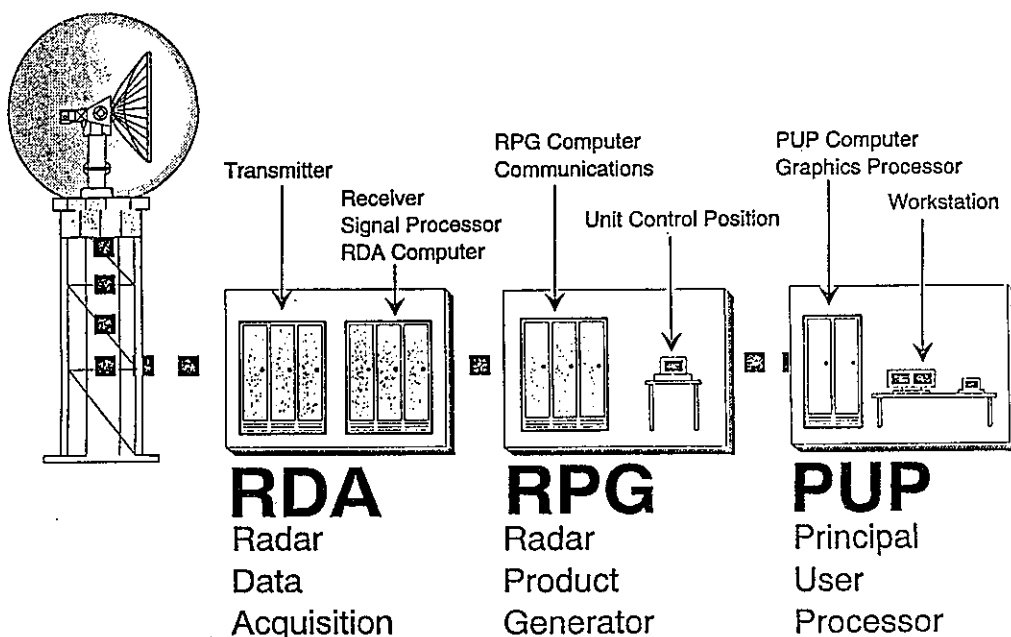 Transmitter
Receiver
Signal Processor
RDA Computer
RPG Computer
Communications
Unit Control Position
PUP Computer
Graphics Processor
Workstation
RDA
Radar
Data
Acquisition
RPG
Radar
Product
Generator
PUP
Principal
User
Processor